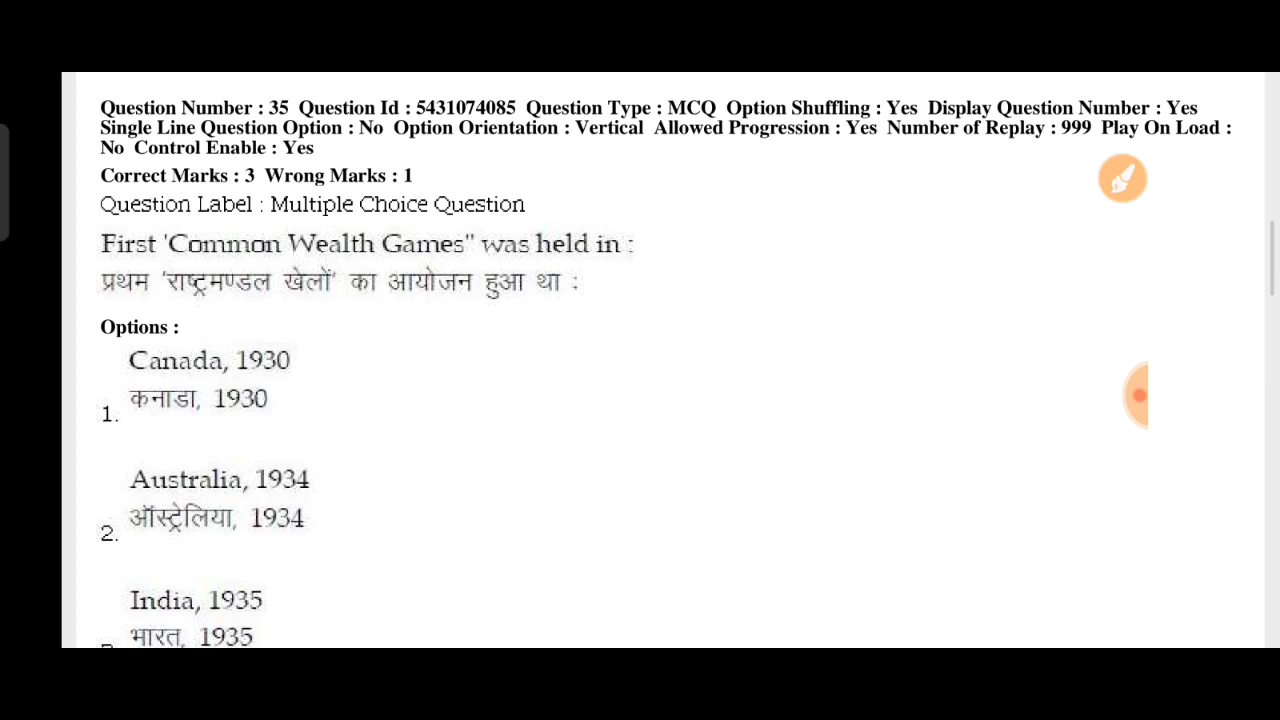 Question Number : 35 Question Id : 5431074085 Question Type : MCQ Option Shuffling : Yes Display Question Number : Yes
Single Line Question Option : No Option Orientation : Vertical Allowed Progression : Yes Number of Replay : 999 Play On Load :
No Control Enable : Yes
Correct Marks : 3 Wrong Marks : 1
Question Label : Multiple Choice Question
First 'Common Wealth Games" was held in :
प्रथम 'राष्ट्रमण्डल खेलों' का आयोजन हुआ था :
Options :
Canada, 1930
कनाडा, 1930
1.
Australia, 1934
ऑस्ट्रेलिया, 1934
2.
India, 1935
भारत, 1935